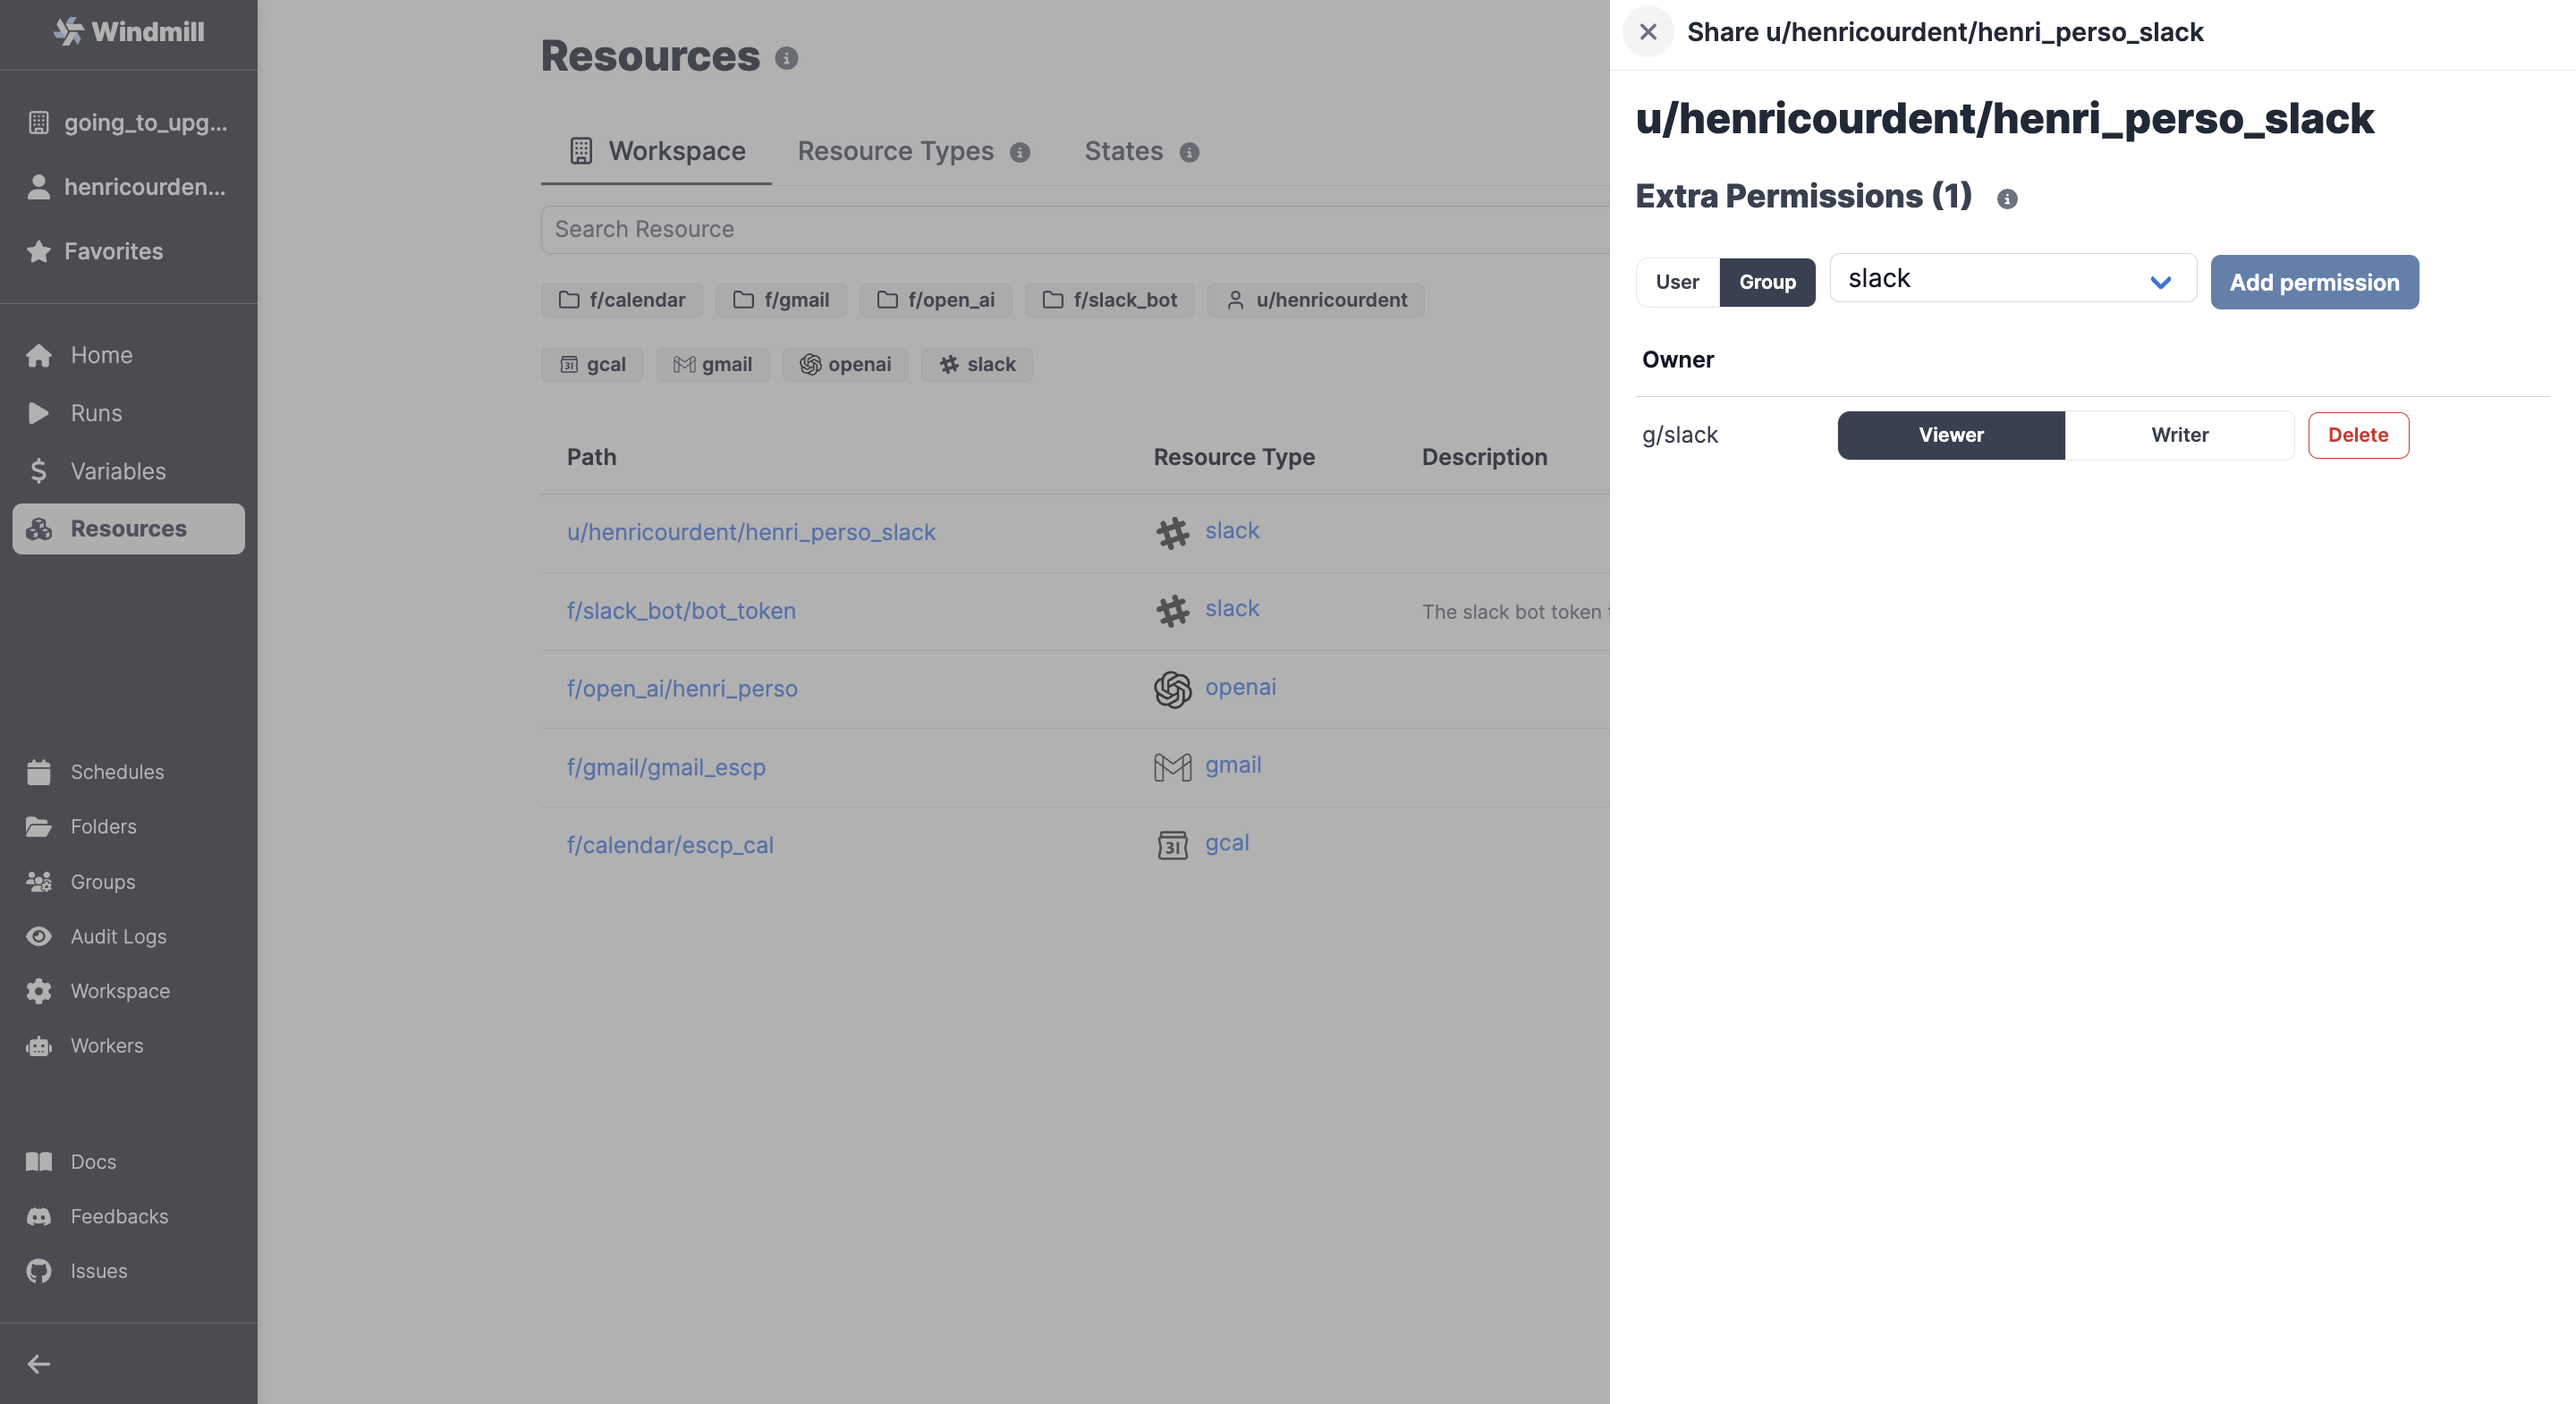 Windmill
going_to_upg...
henricourden...
Favorites
Home
Runs
Variables
Resources
Schedules
Folders
Groups
Audit Logs
Workspace
Workers
Docs
Feedbacks
Issues
Resources
Workspace Resource Types States
Search Resource
f/calendar f/gmail f/open_ai f/slack_bot u/henricourdent
31 gcal gmail openai slack
Path Resource Type Description
u/henricourdent/henri_perso_slack slack
f/slack_bot/bot_token slack The slack bot token
f/open_ai/henri_perso openai
f/gmail/gmail_escp gmail
f/calendar/escp_cal 31 gcal
Share u/henricourdent/henri_perso_slack
u/henricourdent/henri_perso_slack
Extra Permissions (1)
User Group slack Add permission
Owner
g/slack Viewer Writer Delete